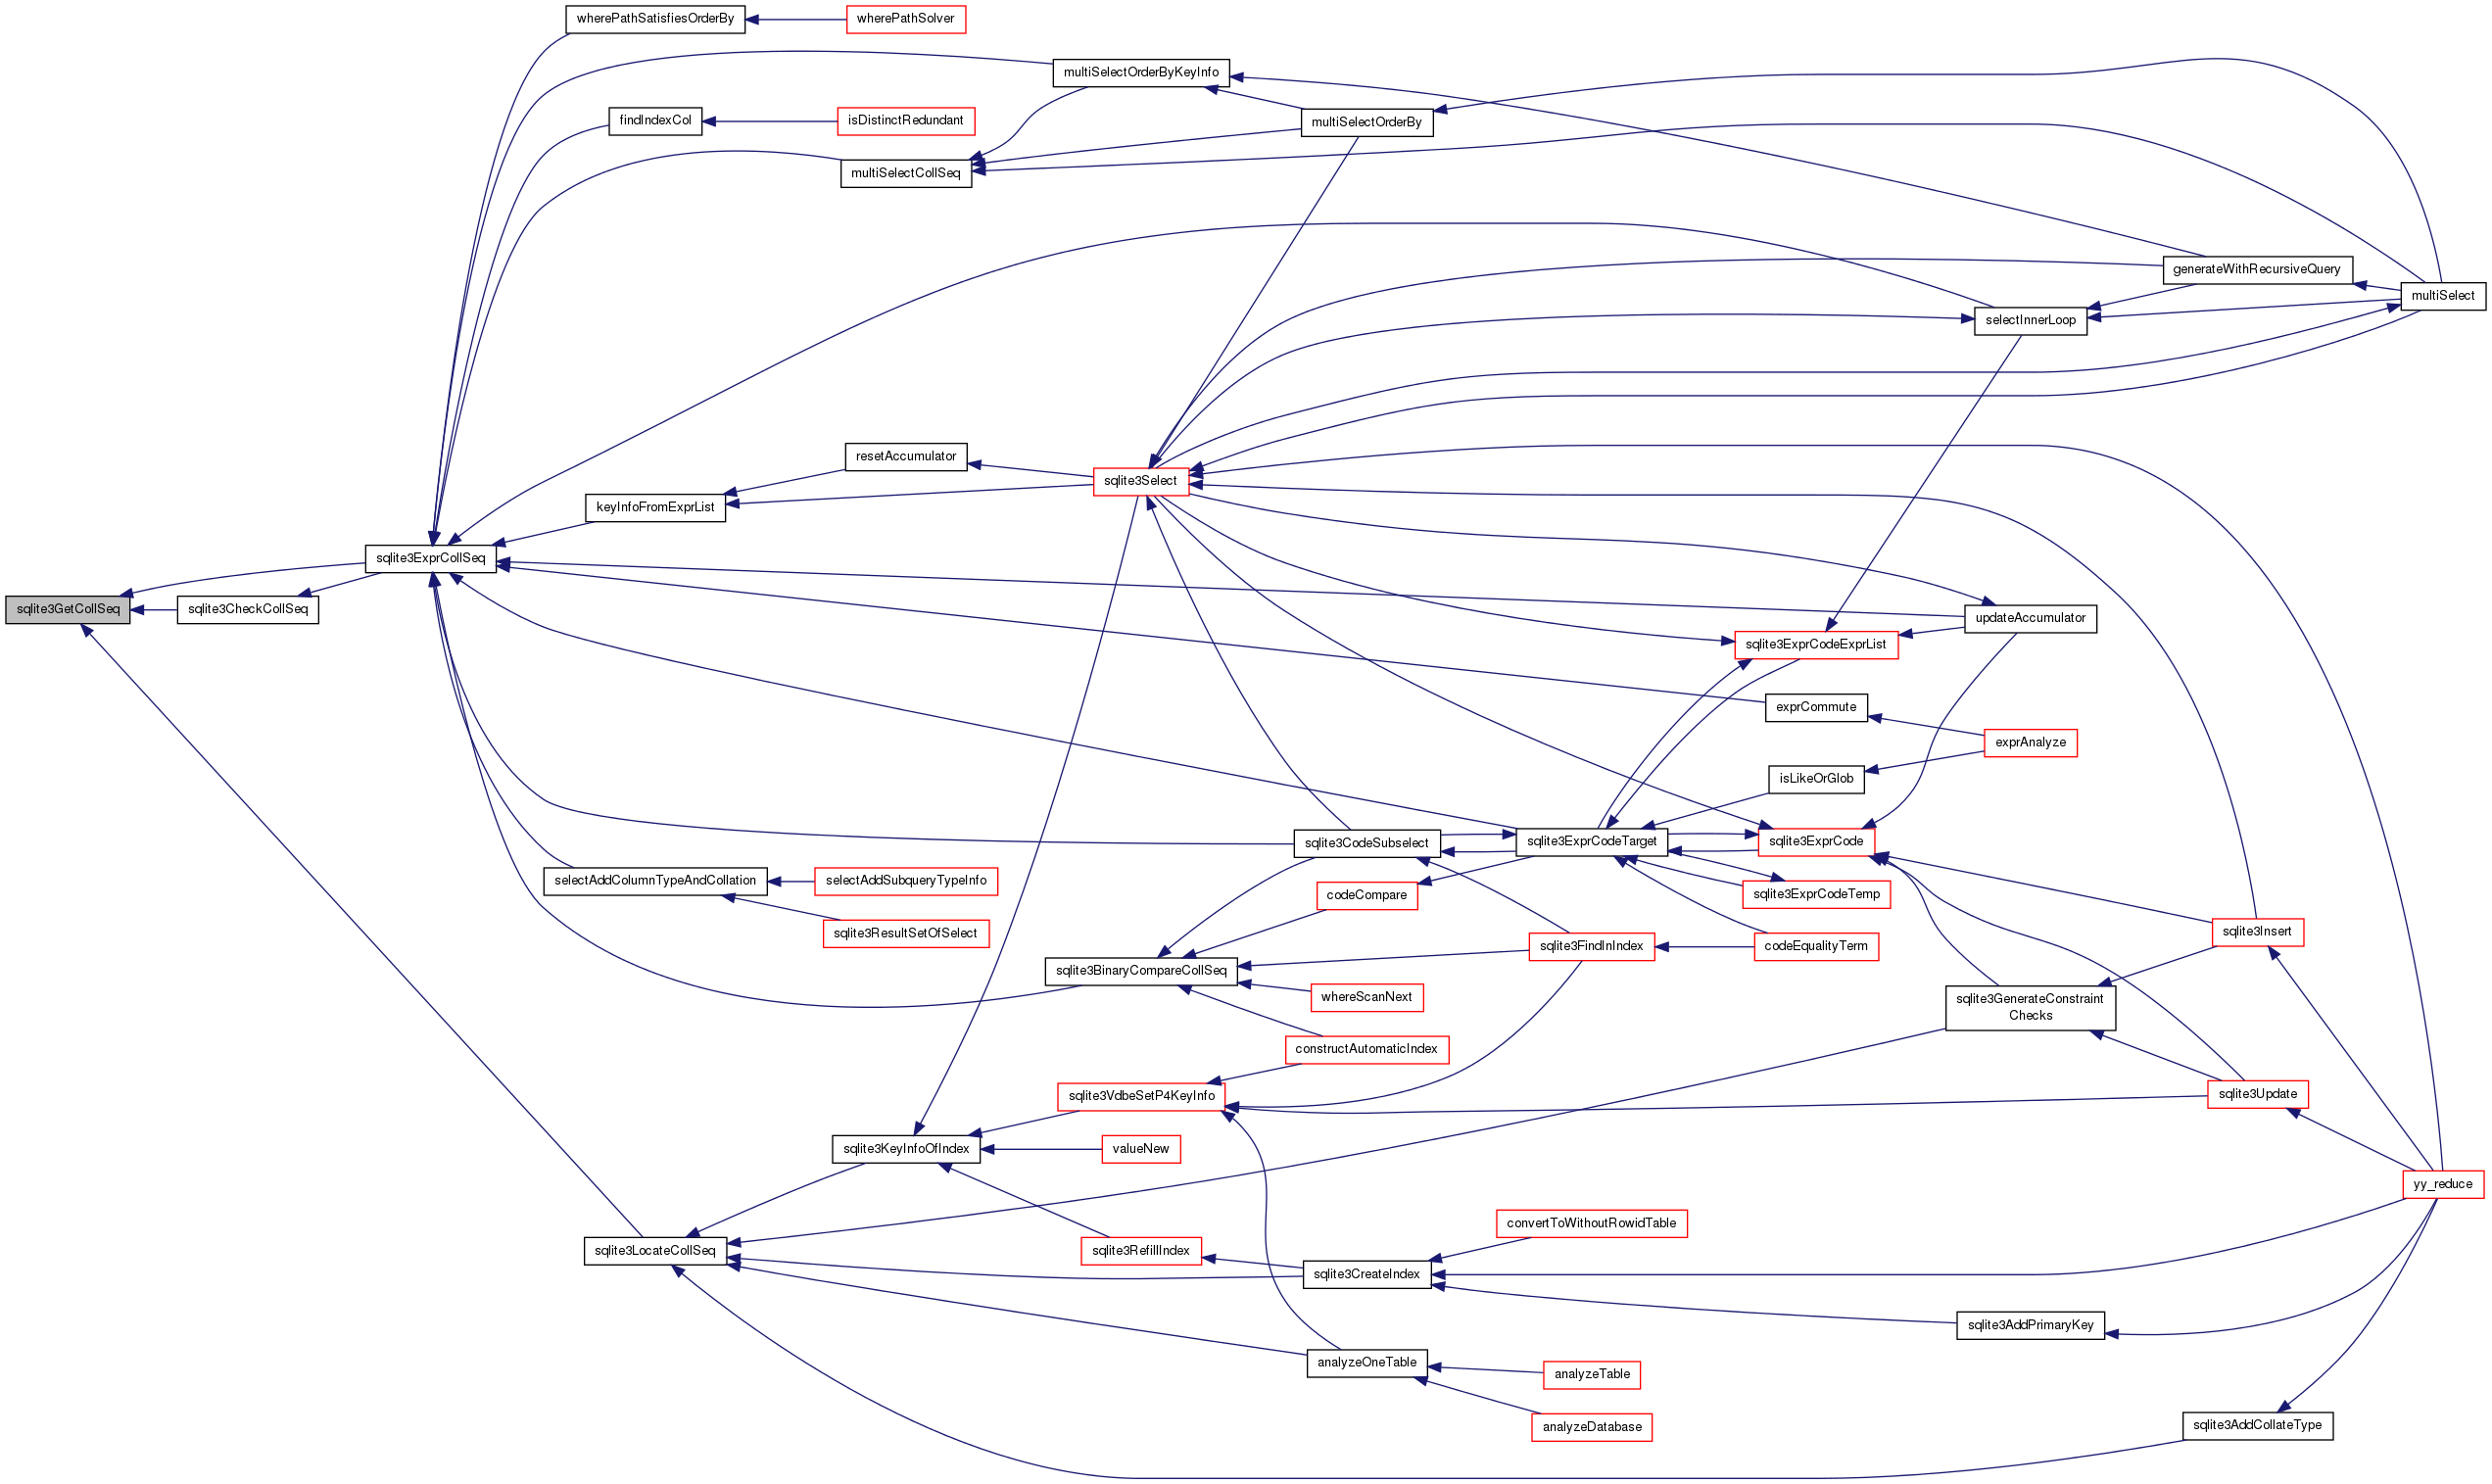 wherePathSatisfiesOrderBy
wherePathSolver
multiSelectOrderByKeyInfo
findIndexCol
isDistinctRedundant
multiSelectOrderBy
multiSelectCollSeq
generateWithRecursiveQuery
multiSelect
selectInnerLoop
resetAccumulator
sqlite3Select
keyInfoFromExprList
sqlite3ExprCollSeq
sqlite3GetCollSeq
sqlite3CheckCollSeq
updateAccumulator
sqlite3ExprCodeExprList
exprCommute
exprAnalyze
isLikeOrGlob
sqlite3CodeSubselect
sqlite3ExprCodeTarget
sqlite3ExprCode
selectAddColumnTypeAndCollation
selectAddSubqueryTypeInfo
codeCompare
sqlite3ExprCodeTemp
sqlite3ResultSetOfSelect
sqlite3FindInIndex
codeEqualityTerm
sqlite3Insert
sqlite3BinaryCompareCollSeq
whereScanNext
sqlite3GenerateConstraint
Checks
constructAutomaticIndex
sqlite3VdbeSetP4KeyInfo
sqlite3Update
sqlite3KeyInfoOfIndex
valueNew
yy_reduce
convertToWithoutRowidTable
sqlite3LocateCollSeq
sqlite3RefillIndex
sqlite3CreateIndex
sqlite3AddPrimaryKey
analyzeOneTable
analyzeTable
analyzeDatabase
sqlite3AddCollateType